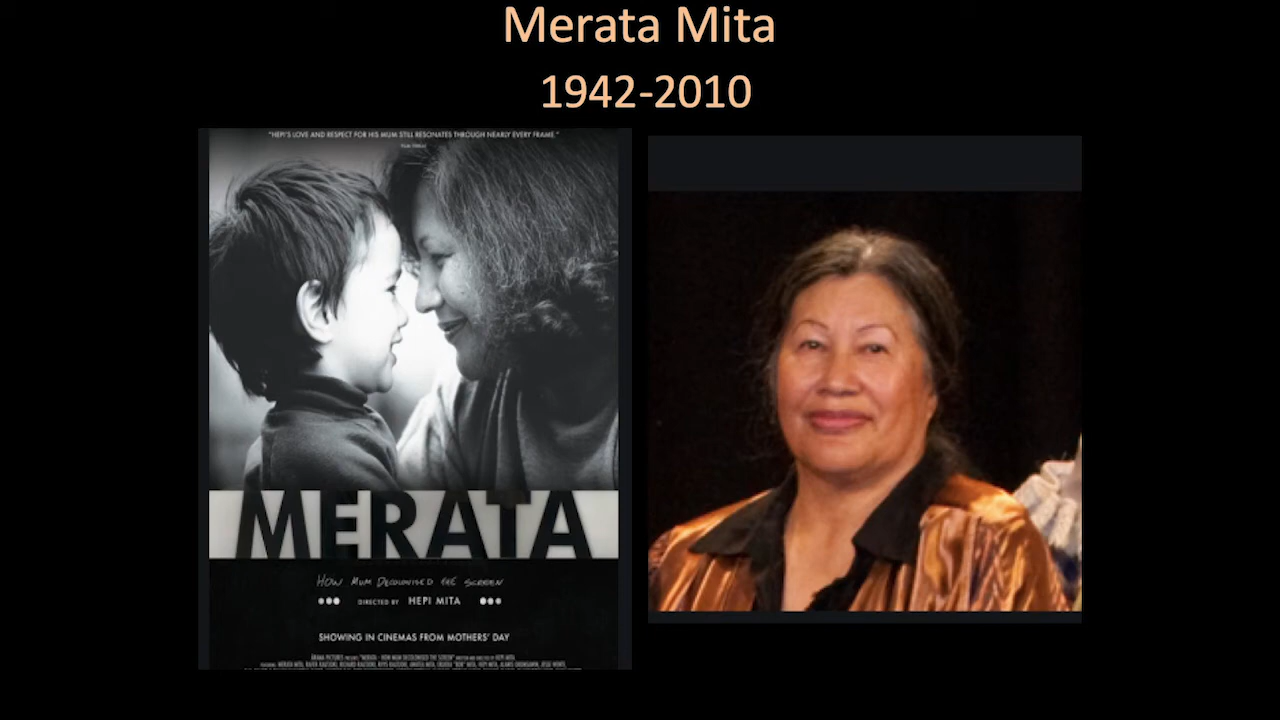 Merata Mita
1942-2010
"HEPI'S LOVE AND RESPECT FOR HIS MUM STILL RESONATES THROUGH NEARLY EVERY FRAME."
MERATA
HOW MUM DECOLONISED THE SCREEN
DIRECTED BY HEPI MITA
SHOWING IN CINEMAS FROM MOTHERS' DAY